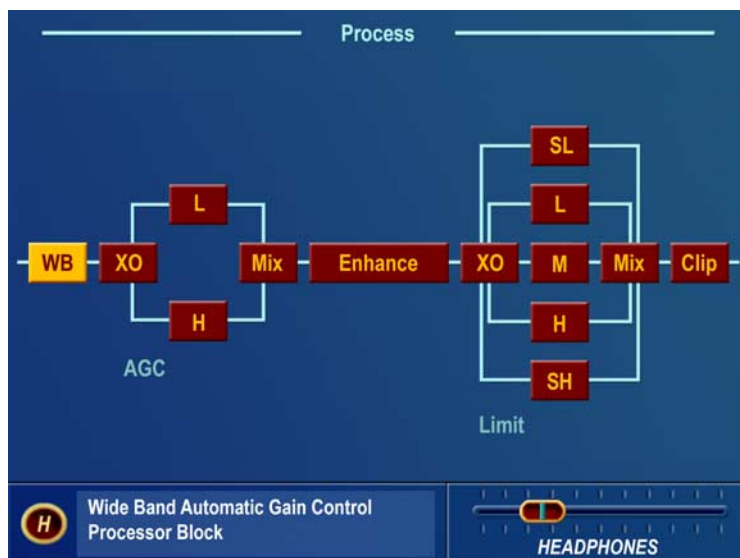 Process
SL
L
L
WB XO Mix Enhance XO M Mix Clip
H
H
AGC
SH
Limit
H
Wide Band Automatic Gain Control
Processor Block
HEADPHONES